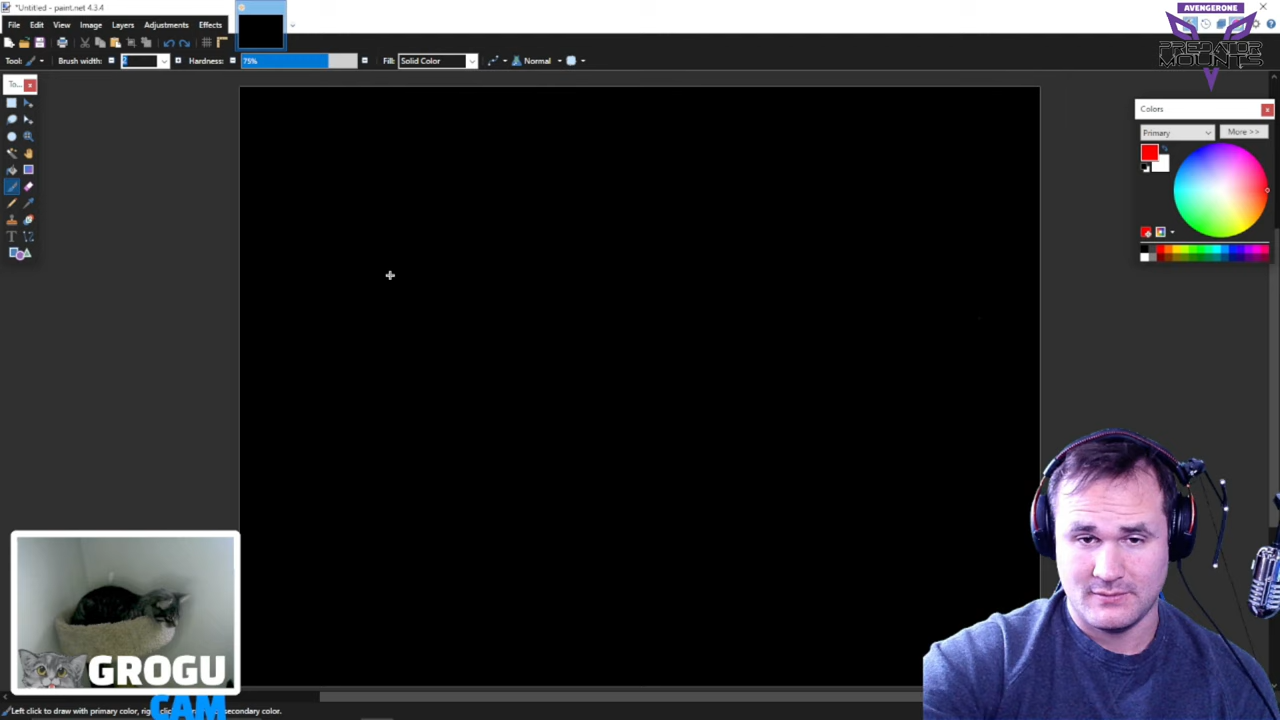 *Untitled - paint.net 4.3.4
File Edit View Image Layers Adjustments Effects
AVENGERONE
PREDATOR
MOUNTS
Tool: Brush width: Hardness: 75% Fill: Solid Color Normal
To...
Colors
Primary More >>
GROGU
CAM
Left click to draw with primary color, right secondary color.